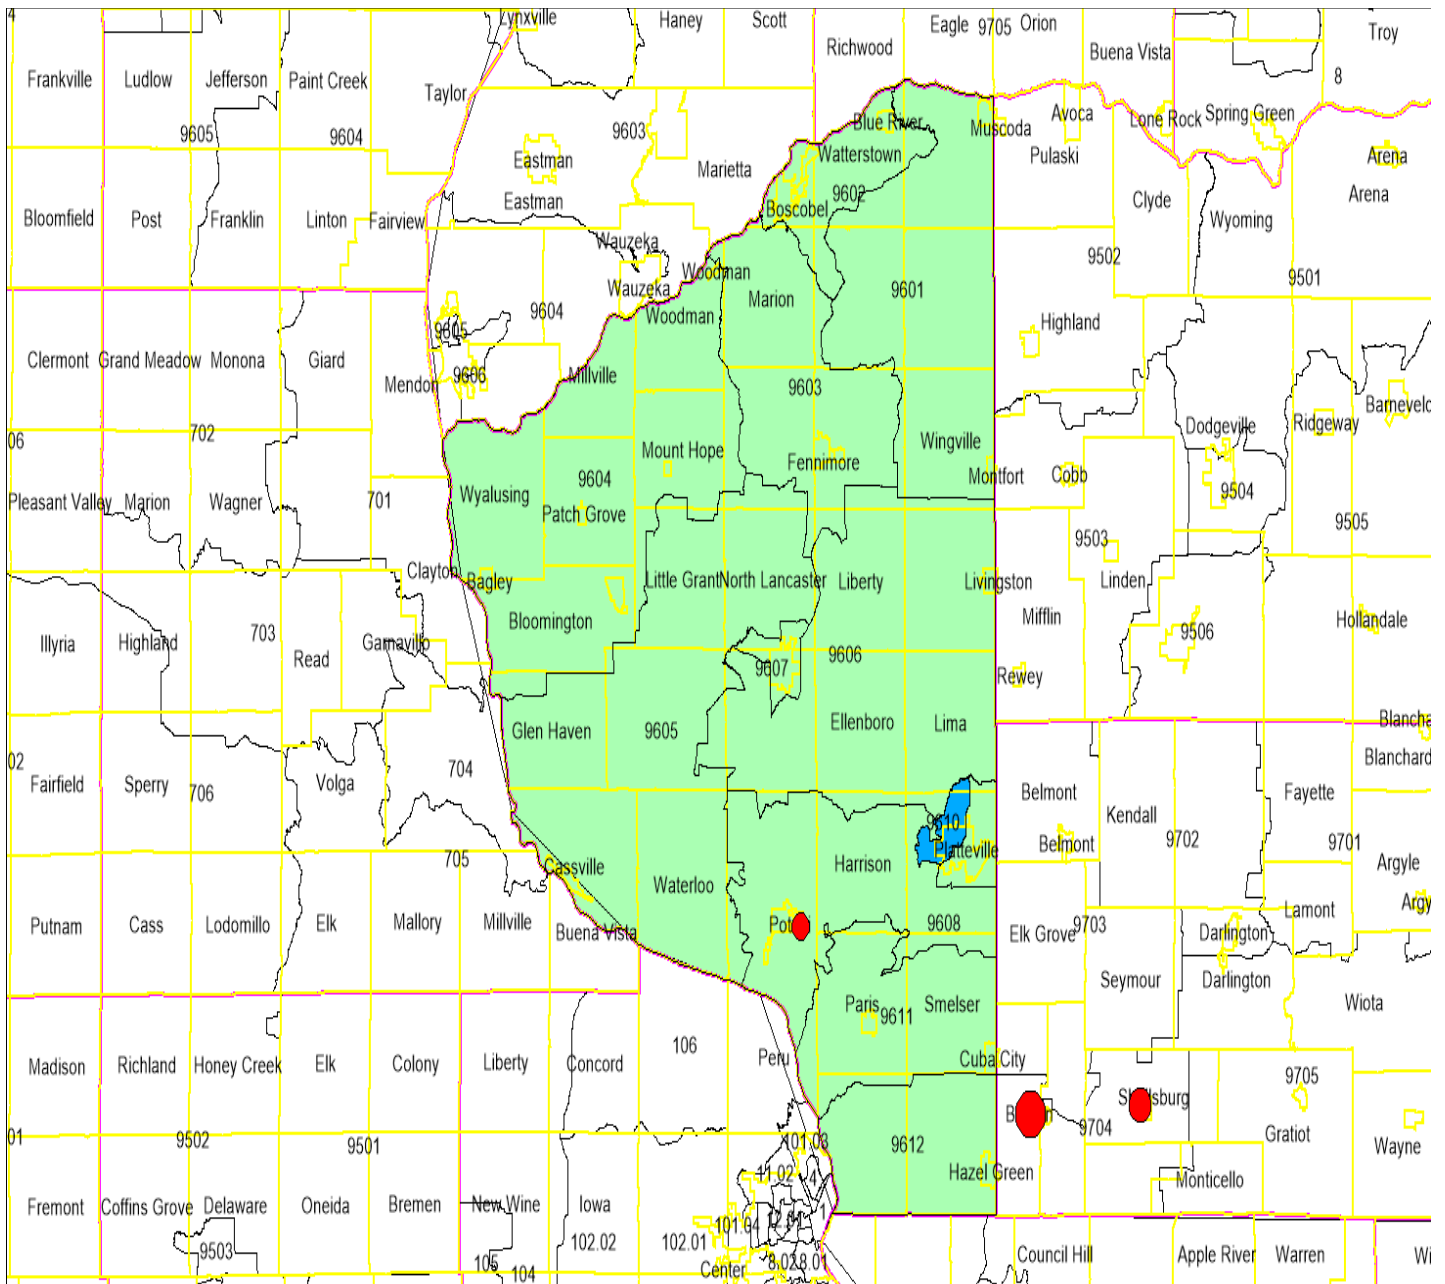 4
Lynxville
Haney
Scott
Richwood
Eagle
9705
Orion
Buena Vista
Troy
8
Frankville
Ludlow
Jefferson
Paint Creek
Taylor
9605
9604
9603
Eastman
Eastman
Marietta
Blue River
Watterstown
9602
Boscobel
Muscoda
Avoca
Pulaski
Lone Rock
Spring Green
Arena
Arena
Clyde
Wyoming
Bloomfield
Post
Franklin
Linton
Fairview
Wauzeka
Wauzeka
Woodman
Woodman
Marion
9601
9502
9501
9604
9605
9606
Millville
Highland
Clermont
Grand Meadow
Monona
Giard
Mendon
9603
Barneveld
Dodgeville
Ridgeway
06
702
Mount Hope
Fennimore
Wingville
Montfort
Cobb
9504
9604
Wyalusing
Patch Grove
Pleasant Valley
Marion
Wagner
701
9505
9503
Clayton
Bagley
Little Grant
North Lancaster
Liberty
Livingston
Linden
Mifflin
Bloomington
Hollandale
9506
703
Illyria
Highland
Read
Garnavillo
9607
9606
Rewey
Glen Haven
9605
Ellenboro
Lima
Blancha
Blanchard
02
704
Fairfield
Sperry
706
Volga
Belmont
Kendall
Fayette
9610
Platteville
Belmont
9702
9701
Argyle
705
Cassville
Waterloo
Harrison
Putnam
Cass
Lodomillo
Elk
Mallory
Millville
Buena Vista
9608
Elk Grove
9703
Darlington
Darlington
Lamont
Argy
Seymour
Wiota
Paris
9611
Smelser
106
Peru
Cuba City
Madison
Richland
Honey Creek
Elk
Colony
Liberty
Concord
9705
9704
Gratiot
Wayne
01
9502
9501
101.03
11.02
9612
Hazel Green
Monticello
Fremont
Coffins Grove
Delaware
Oneida
Bremen
New Wine
Iowa
9503
105
104
102.02
102.01
101.04
Center
Council Hill
Apple River
Warren
Wi